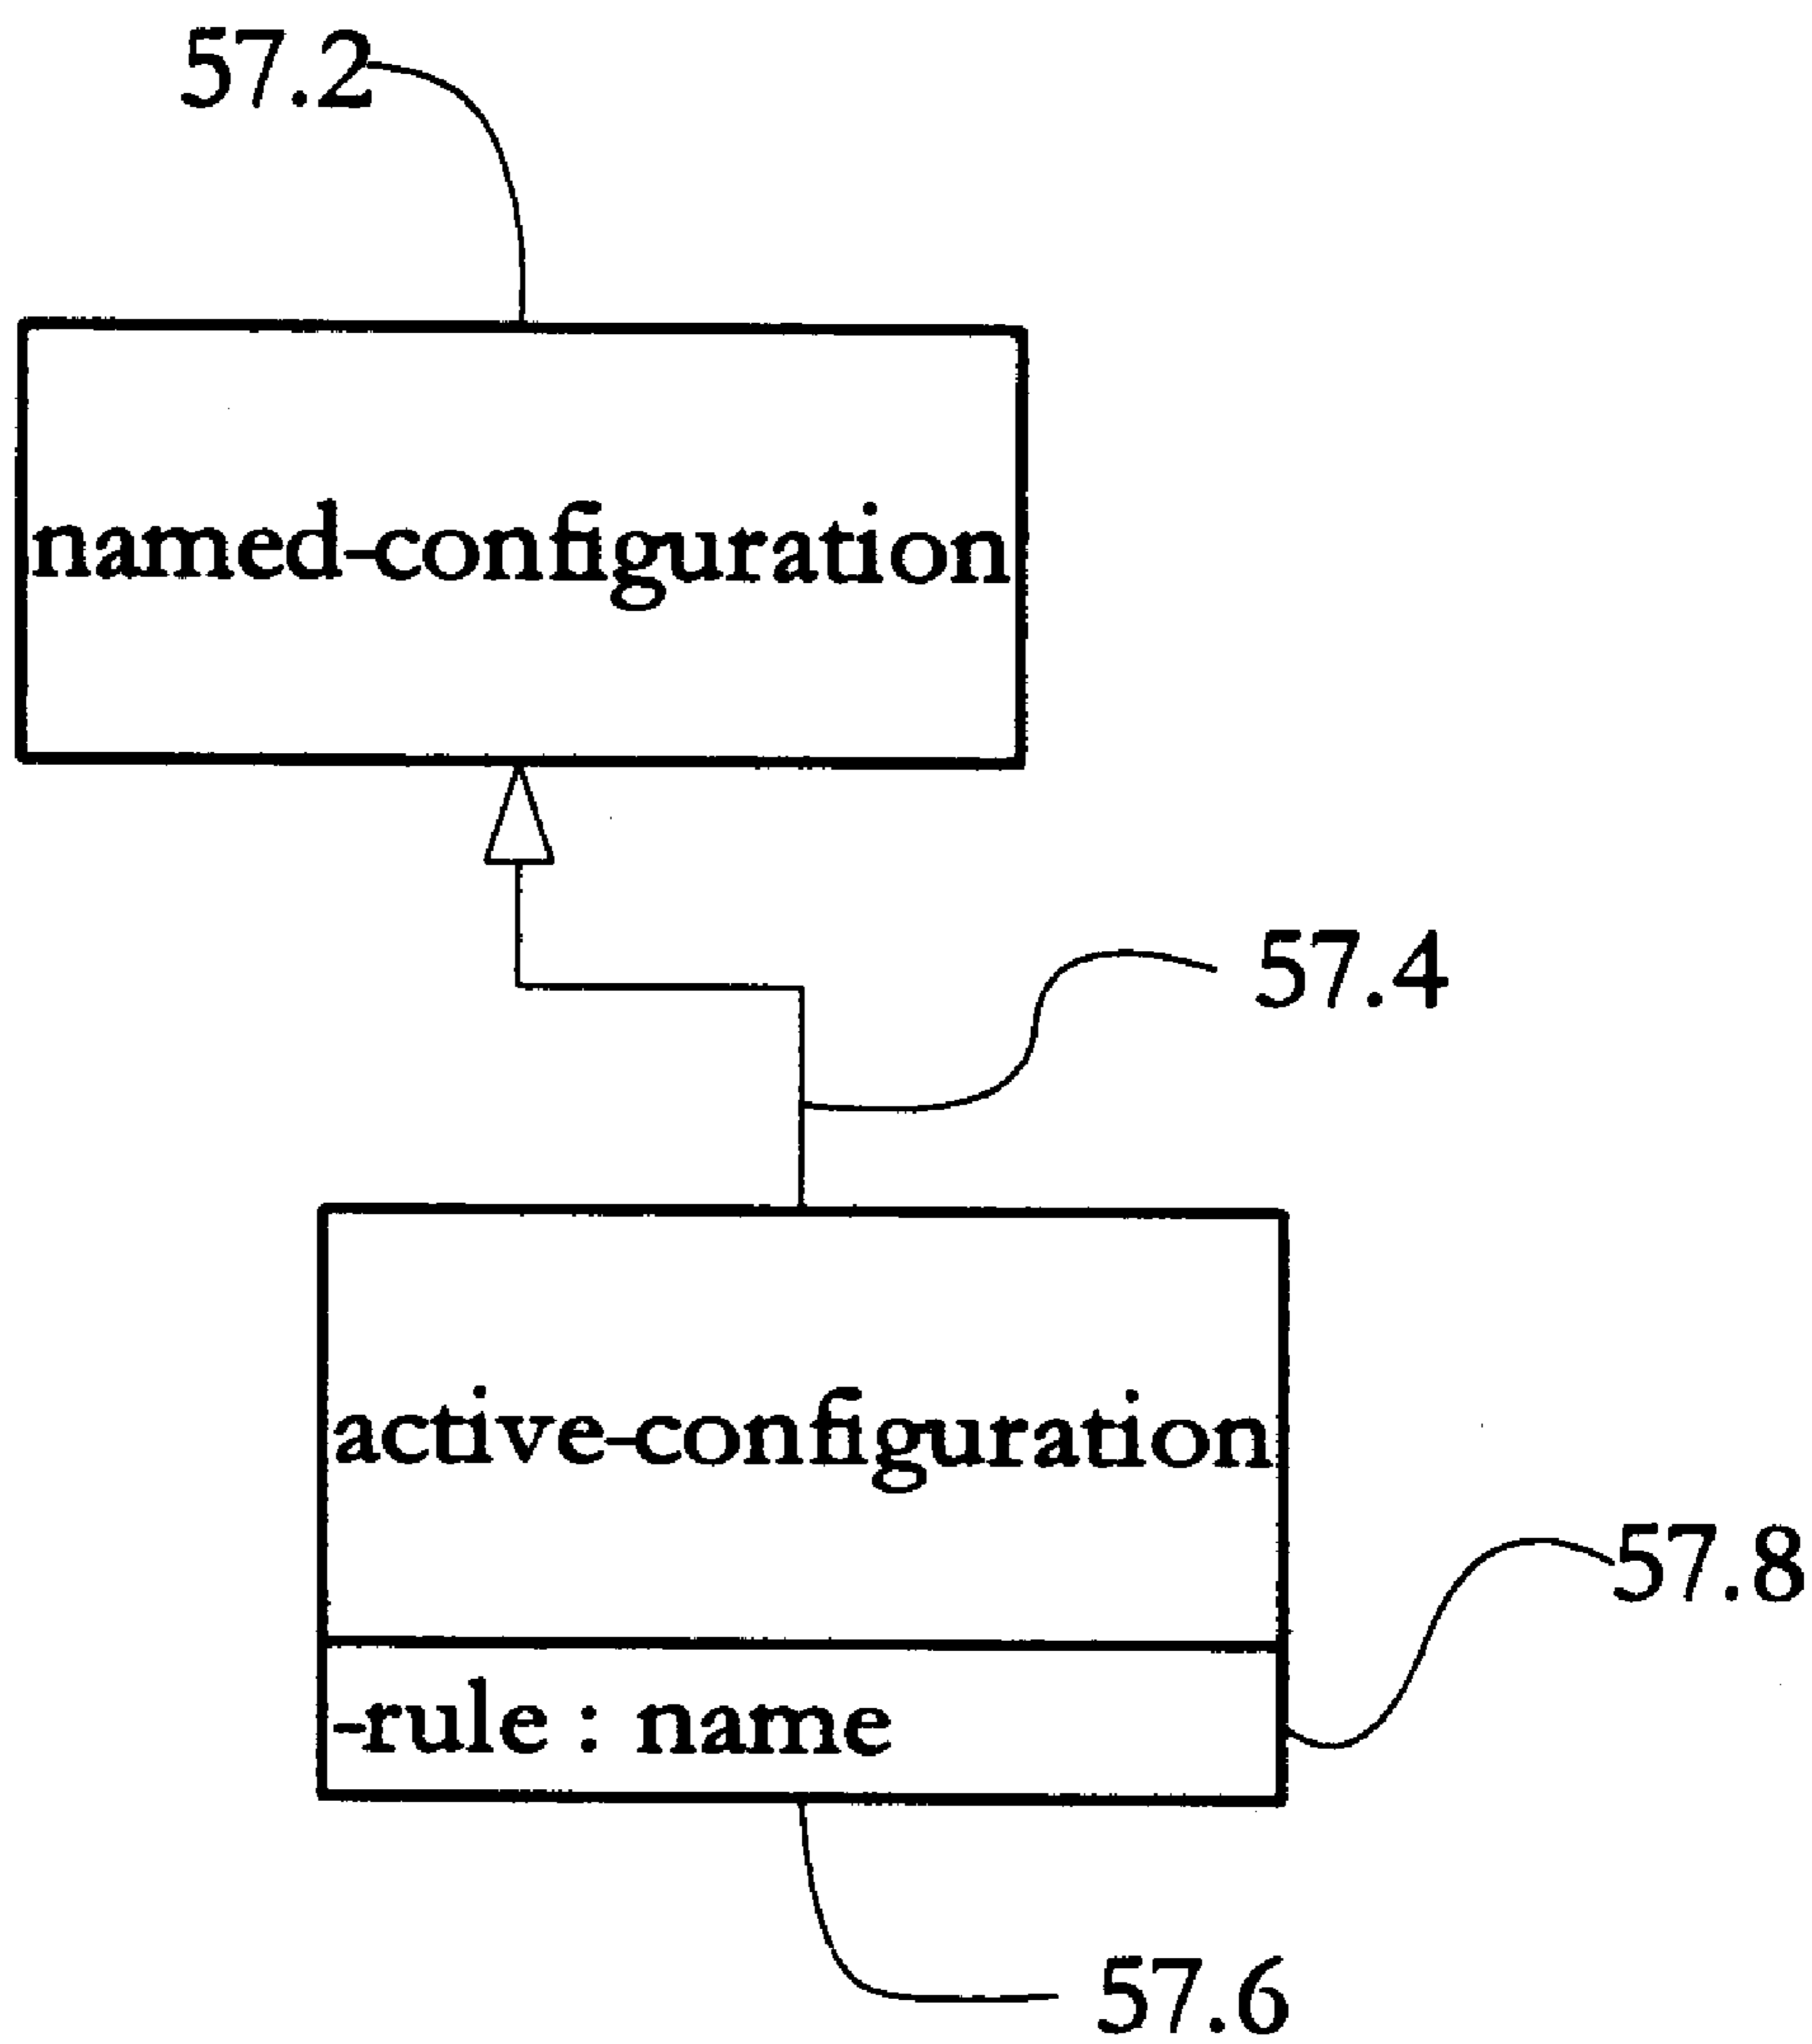 57.2
named-configuration
57.4
active-configuration
57.8
-rule : name
57.6